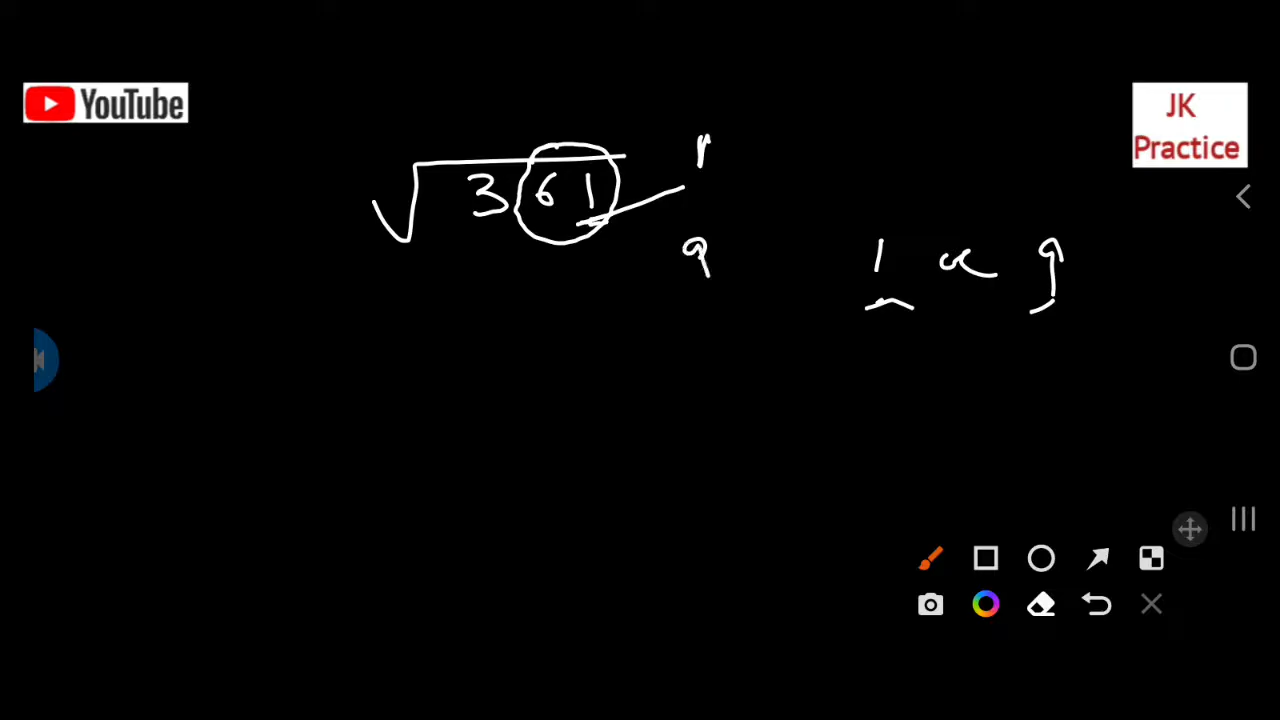 YouTube
JK
Practice
√361
1
9
1 or 9